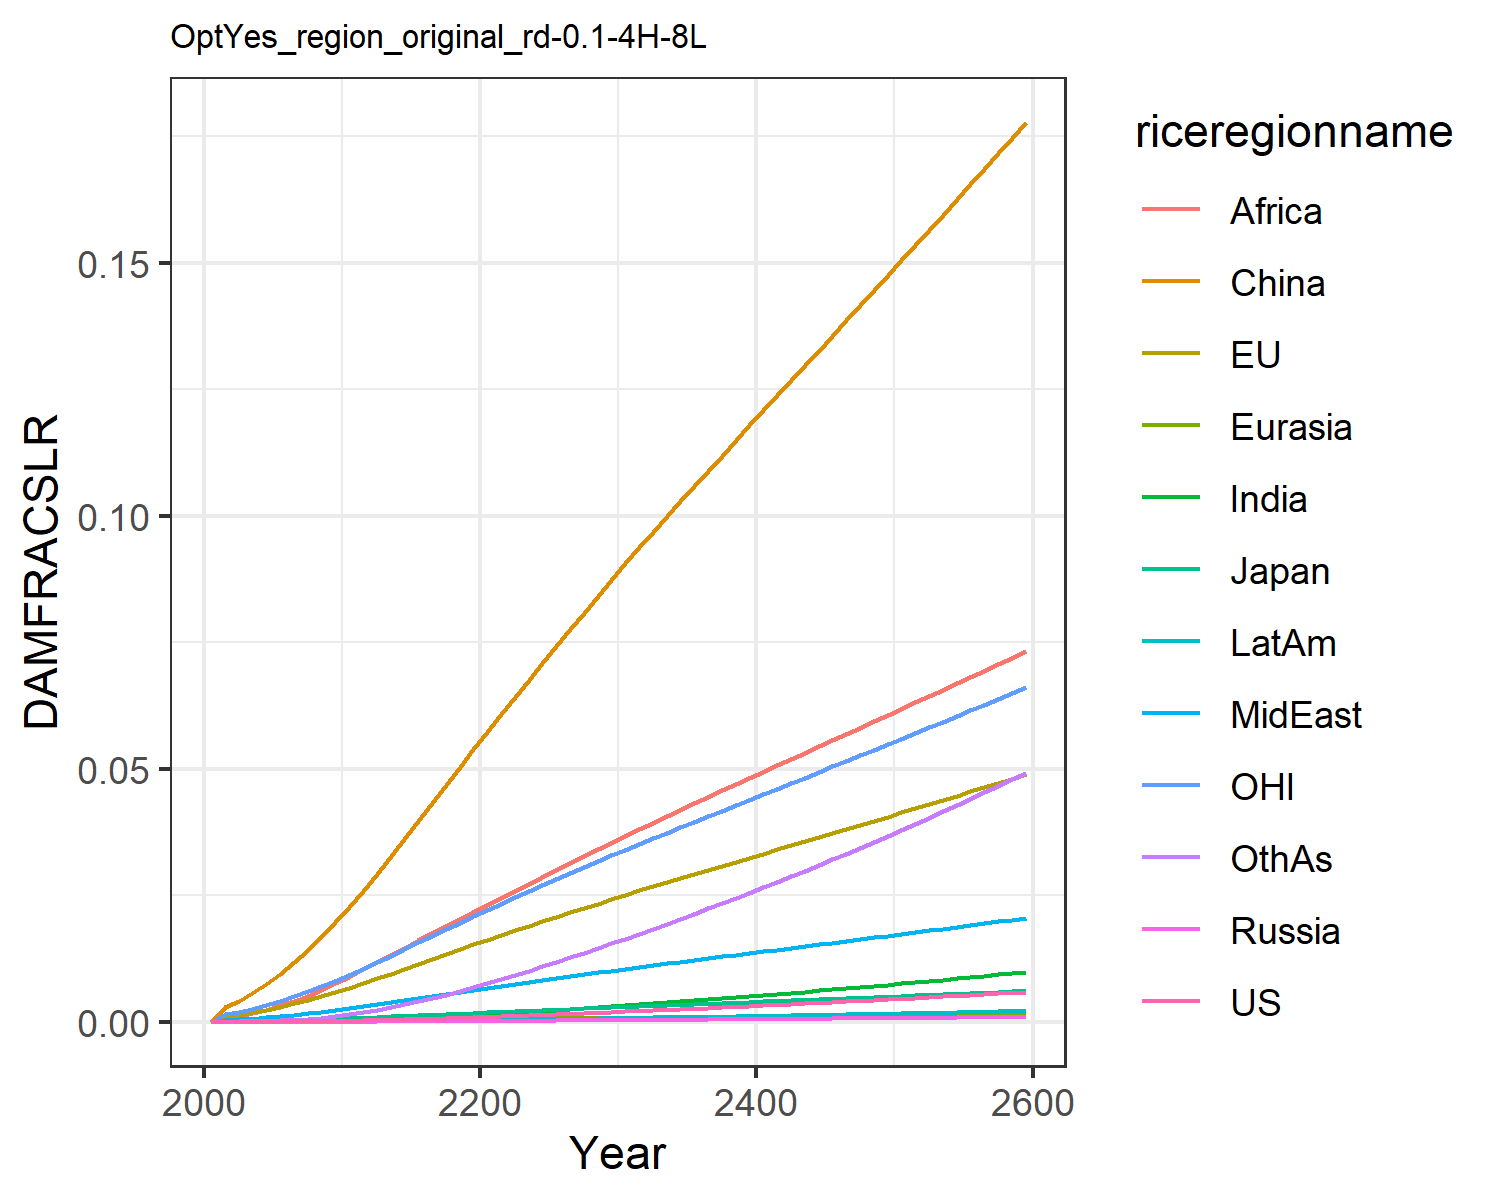 OptYes_region_original_rd-0.1-4H-8L
DAMFRACSLR
0.15
0.10
0.05
0.00
2000 2200 2400 2600
Year
riceregionname
Africa
China
EU
Eurasia
India
Japan
LatAm
MidEast
OHI
OthAs
Russia
US